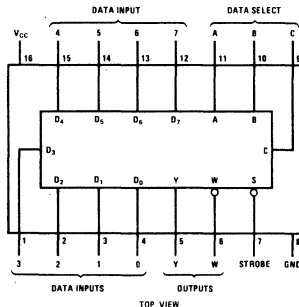 DATA INPUT DATA SELECT
VCC 4 5 6 7 A B C
16 15 14 13 12 11 10 9
D4 D5 D6 D7 A B
D3 C
D2 D1 D0 Y W S
1 2 3 4 5 6 7 8
3 2 1 0 Y W STROBE GND
DATA INPUTS OUTPUTS
TOP VIEW